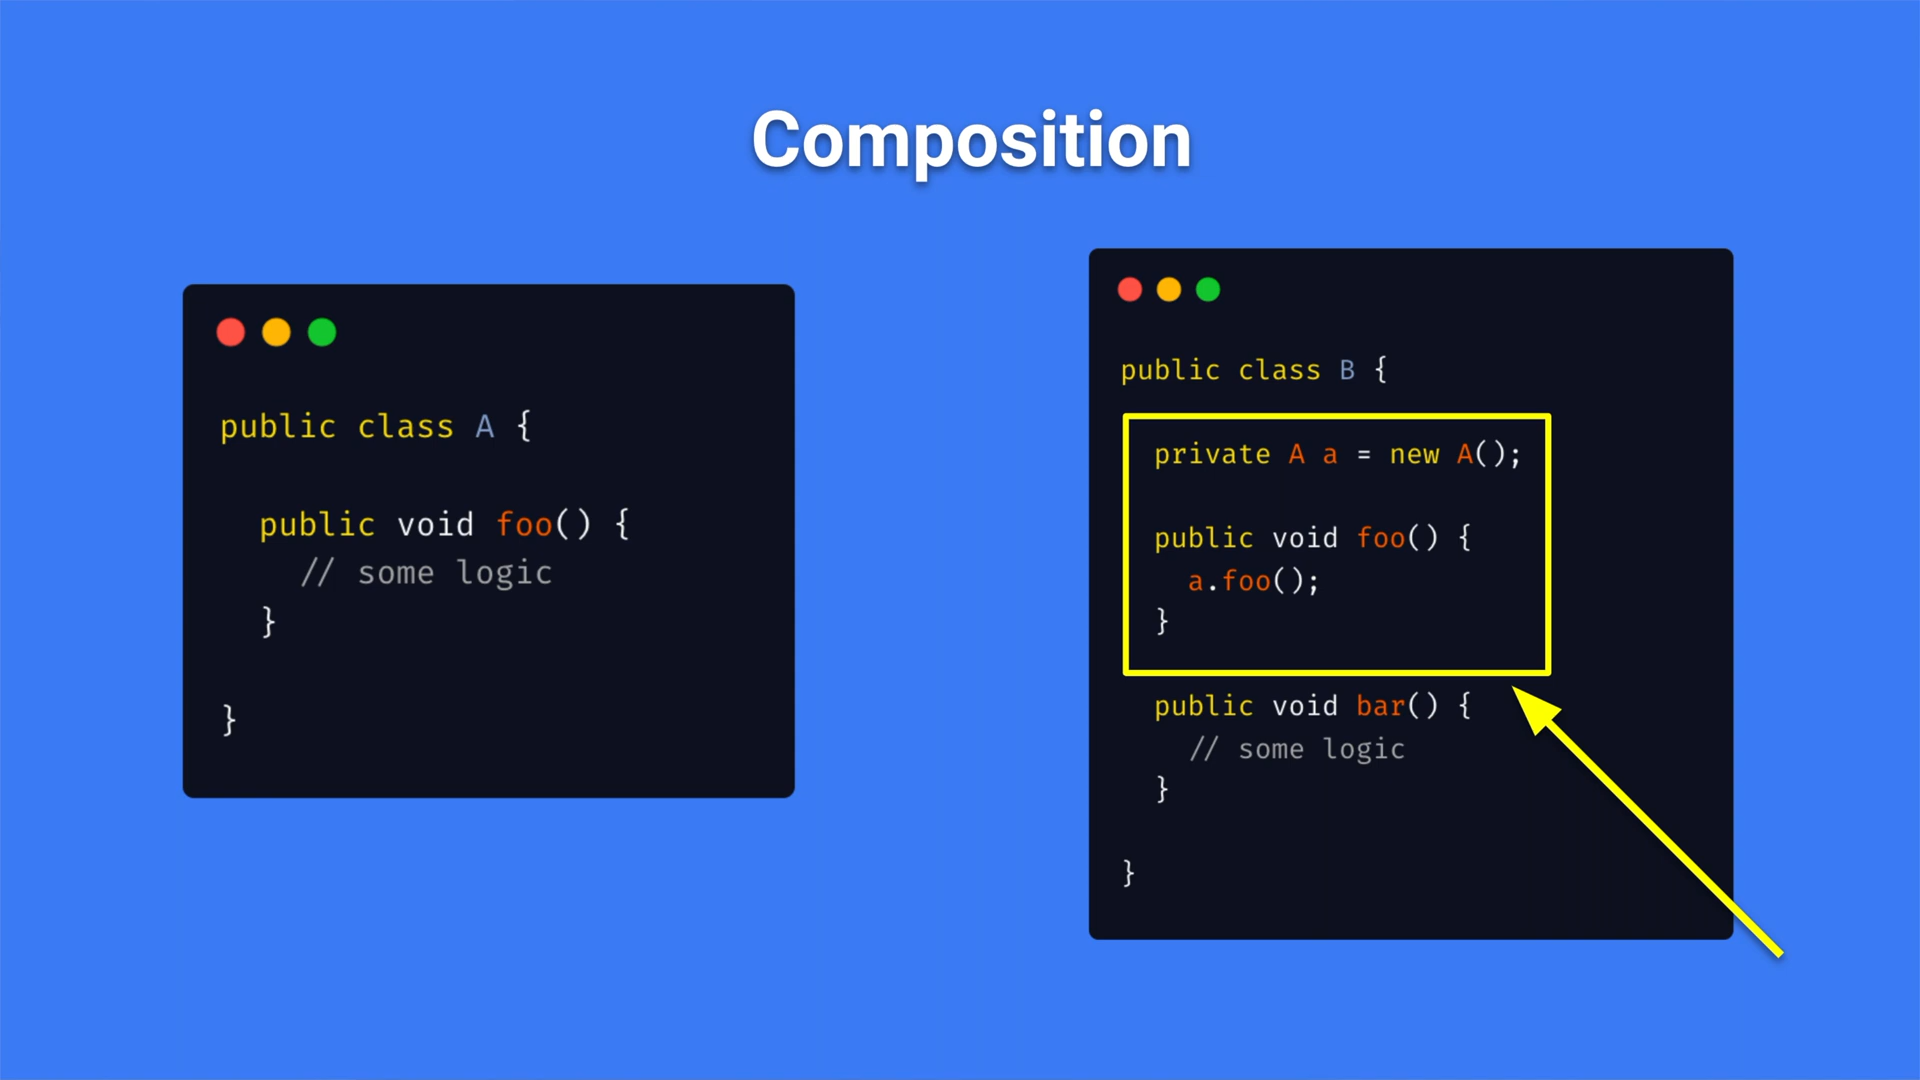 Composition
public class A {
public void foo() {
// some logic
}
}
public class B {
private A a = new A();
public void foo() {
a.foo();
}
public void bar() {
// some logic
}
}